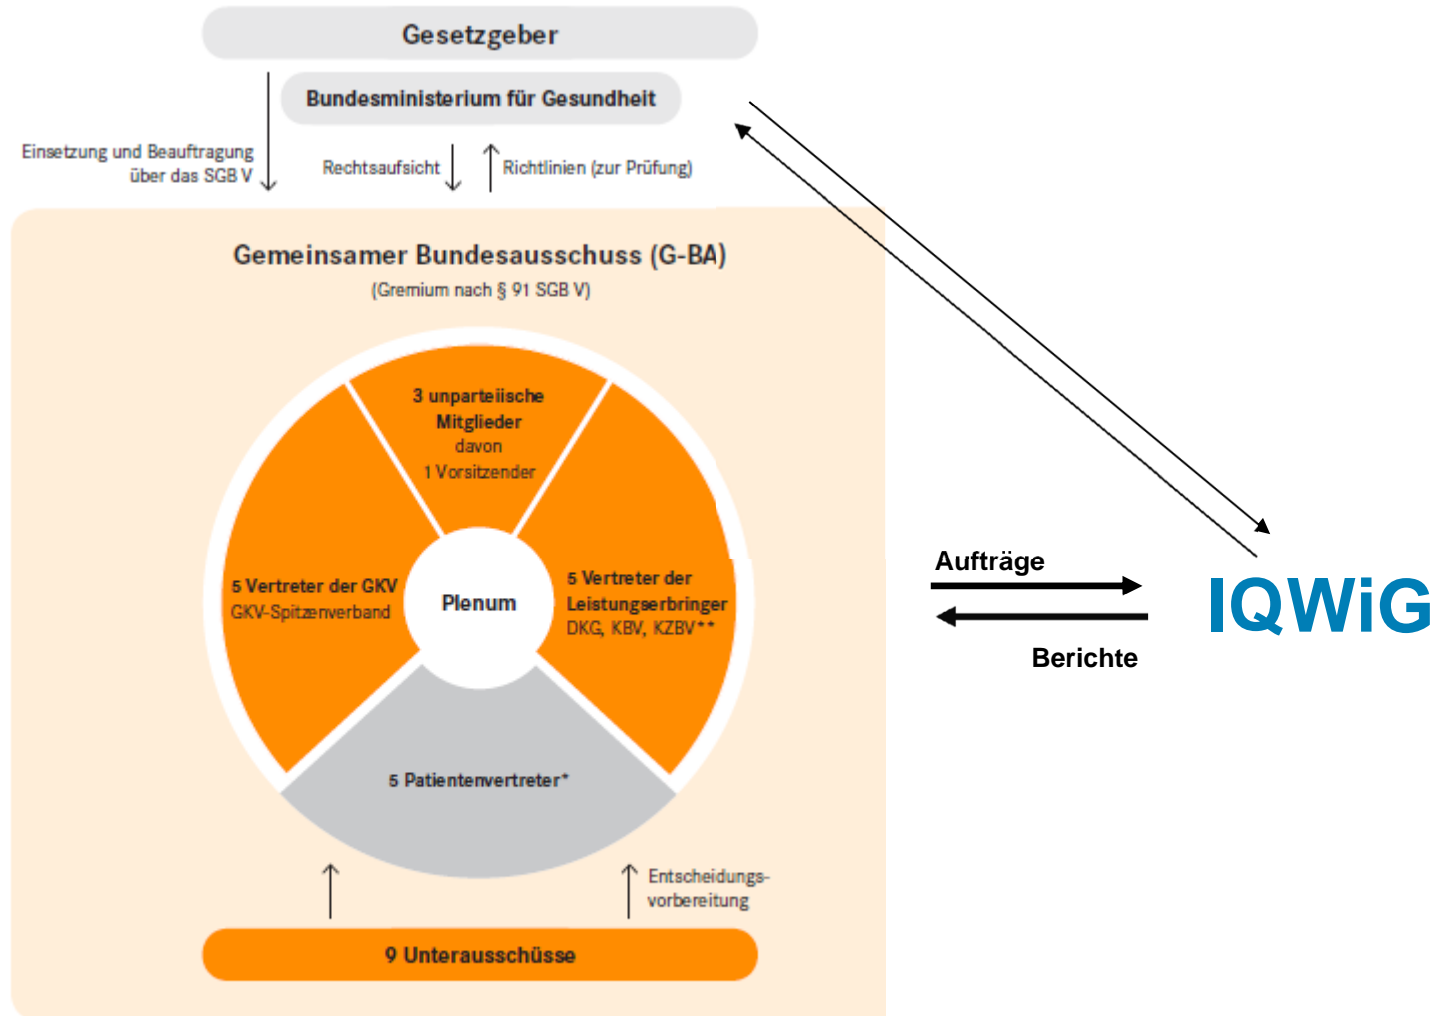 Gesetzgeber
Bundesministerium für Gesundheit
Einsetzung und Beauftragung
über das SGB V
Rechtsaufsicht
Richtlinien (zur Prüfung)
Gemeinsamer Bundesausschuss (G-BA)
(Gremium nach § 91 SGB V)
3 unparteiische
Mitglieder
davon
1 Vorsitzender
5 Vertreter der GKV
GKV-Spitzenverband
Plenum
5 Vertreter der
Leistungserbringer
DKG, KBV, KZBV**
5 Patientenvertreter*
Entscheidungs-
vorbereitung
9 Unterausschüsse
Aufträge
Berichte
IQWiG